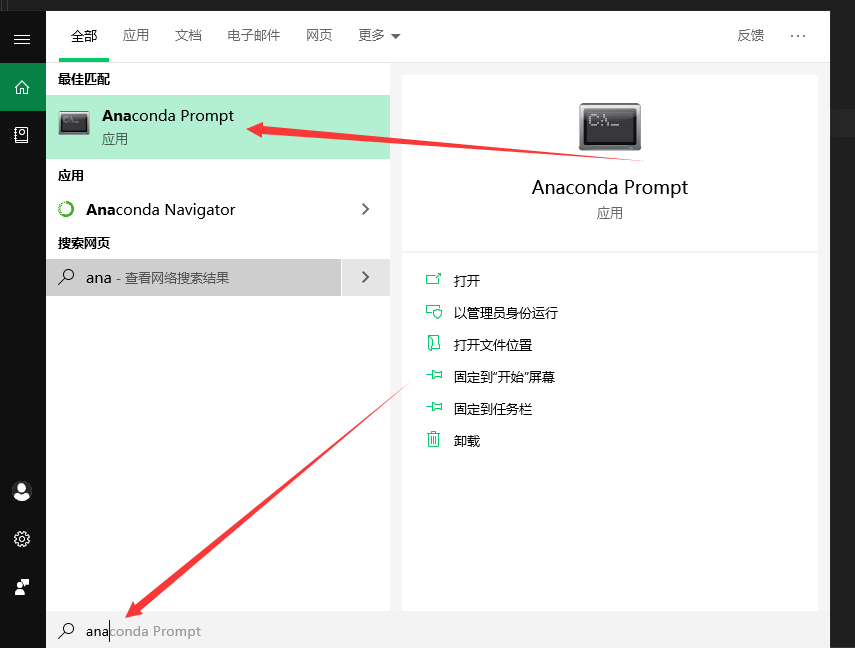 全部 应用 文档 电子邮件 网页 更多 反馈 ···
最佳匹配
Anaconda Prompt
应用
应用
Anaconda Navigator
搜索网页
ana - 查看网络搜索结果
C:\_
Anaconda Prompt
应用
打开
以管理员身份运行
打开文件位置
固定到"开始"屏幕
固定到任务栏
卸载
anaconda Prompt